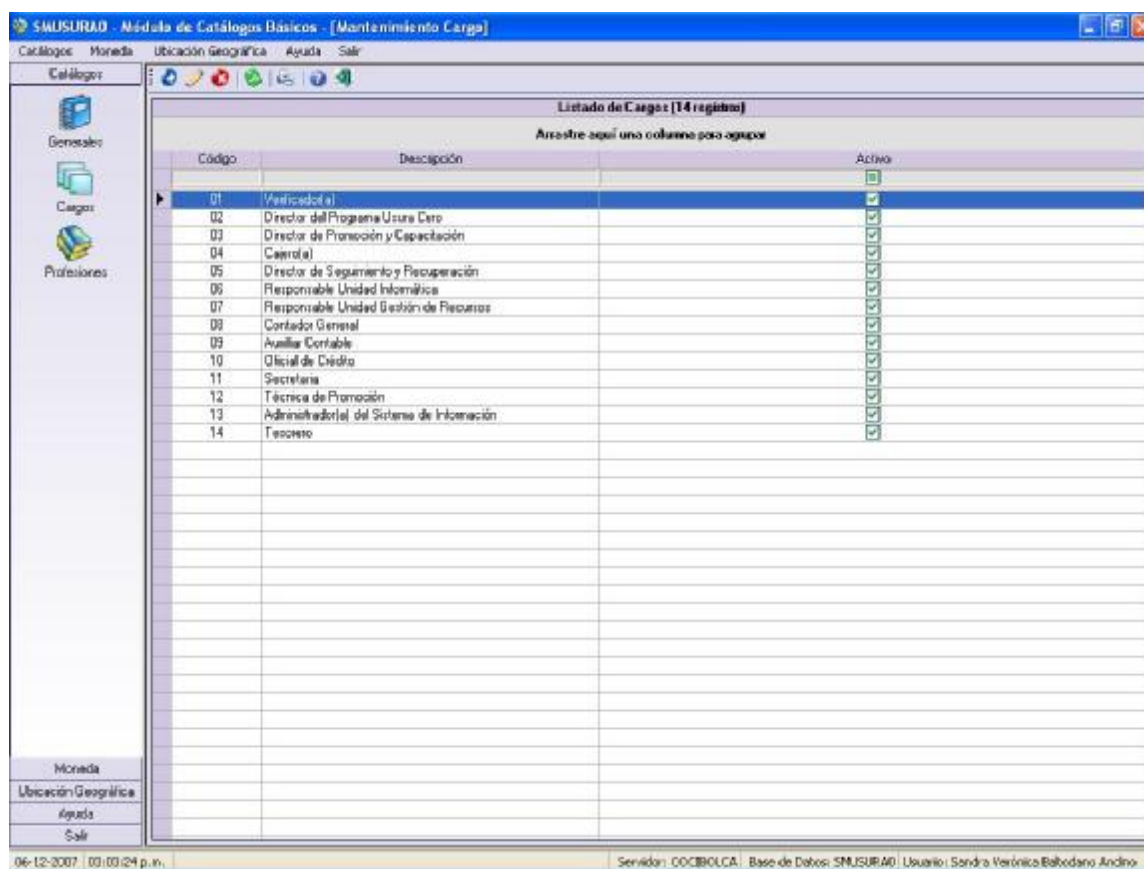 SMUSURA0 - Módulo de Catálogos Básicos - [Mantenimiento Cargo]
Catálogos Moneda Ubicación Geográfica Ayuda Salir
Catálogos
Generales
Cargos
Profesiones
Listado de Cargos (14 registros)
Arrastre aquí una columna para agrupar
Código Descripción Activo
01 Verificador(a)
02 Director del Programa Usura Cero
03 Director de Promoción y Capacitación
04 Cajero(a)
05 Director de Seguimiento y Recuperación
06 Responsable Unidad Informática
07 Responsable Unidad Gestión de Recursos
08 Contador General
09 Auxiliar Contable
10 Oficial de Crédito
11 Secretaria
12 Técnica de Promoción
13 Administrador(a) del Sistema de Información
14 Tesorero
Moneda
Ubicación Geográfica
Ayuda
Salir
06-12-2007 03:03:24 p.m. Servidor: COCIBOLCA Base de Datos: SMUSURA0 Usuario: Sandra Verónica Baltodano Andino